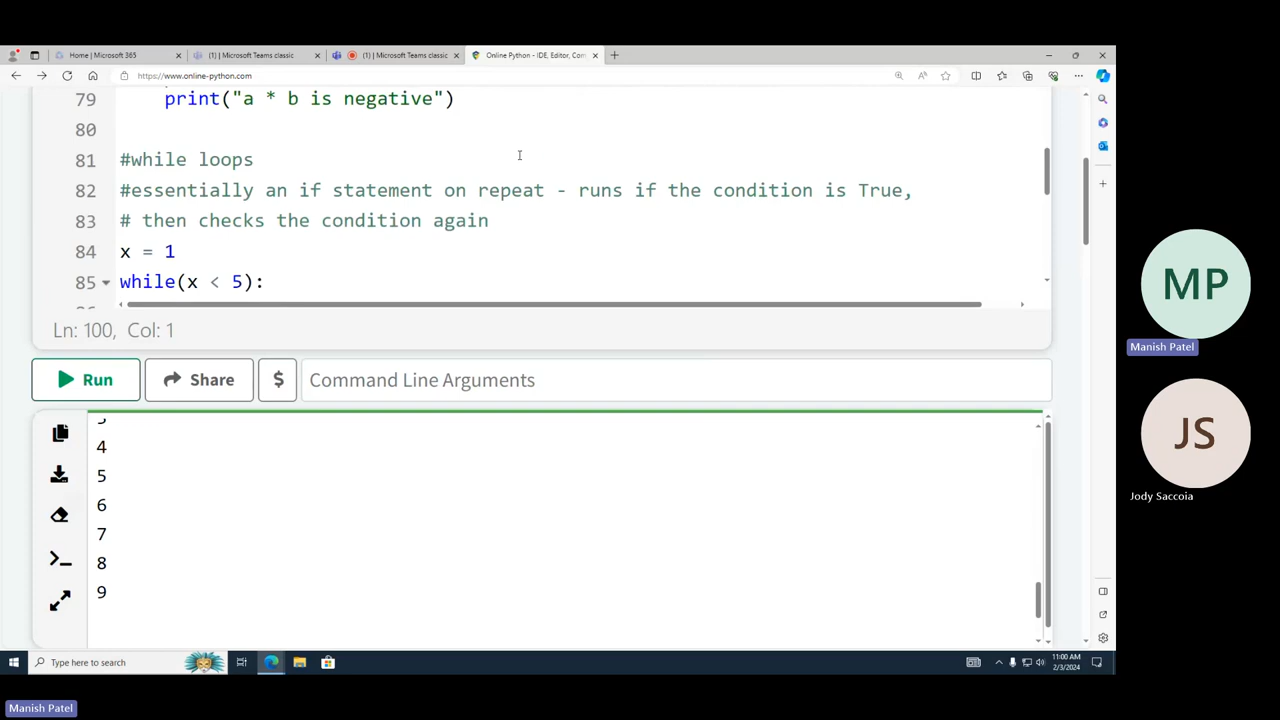 Home | Microsoft 365
(1) | Microsoft Teams classic
(1) | Microsoft Teams classic
Online Python - IDE, Editor, Com
https://www.online-python.com
79 print("a * b is negative")
80
81 #while loops
82 #essentially an if statement on repeat - runs if the condition is True,
83 # then checks the condition again
84 x = 1
85 while(x < 5):
Ln: 100, Col: 1
Run
Share
$
Command Line Arguments
4
5
6
7
8
9
MP
Manish Patel
JS
Jody Saccoia
Type here to search
11:00 AM
2/3/2024
Manish Patel